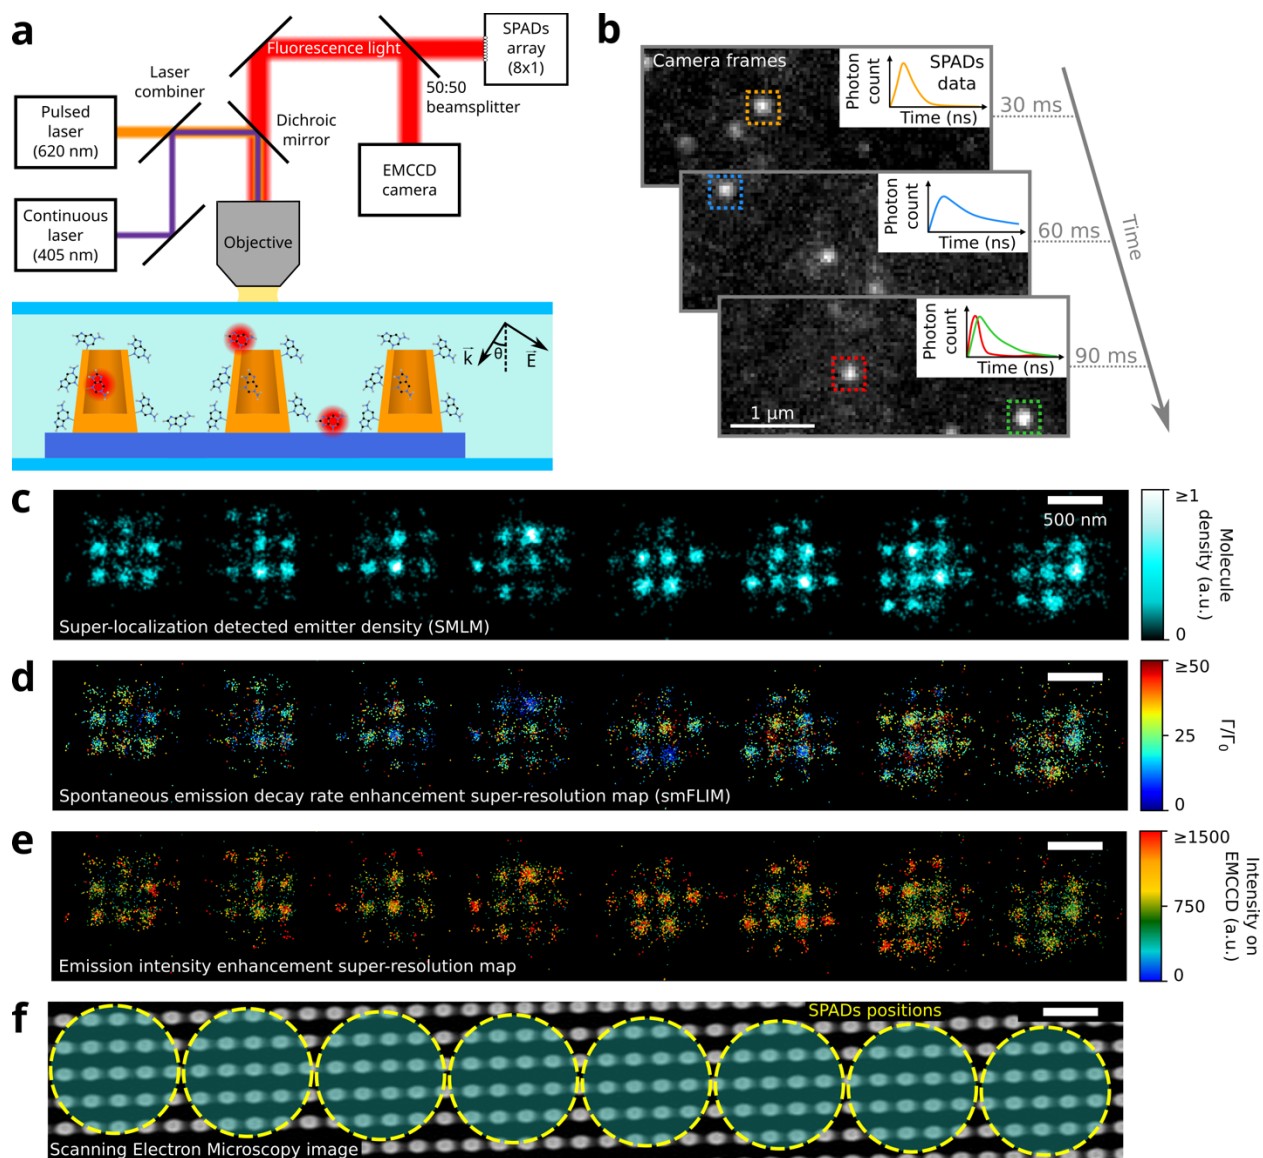 a
Pulsed
laser
(620 nm)
Continuous
laser
(405 nm)
Laser
combiner
Dichroic
mirror
Fluorescence light
SPADs
array
(8x1)
50:50
beamsplitter
EMCCD
camera
Objective
k
θ
E
b
Camera frames
Photon
count
SPADs
data
Time (ns)
30 ms
Photon
count
Time (ns)
60 ms
Photon
count
Time (ns)
90 ms
1 µm
Time
c
500 nm
Super-localization detected emitter density (SMLM)
≥1
0
Molecule
density (a.u.)
d
Spontaneous emission decay rate enhancement super-resolution map (smFLIM)
≥50
25
0
Γ/Γ₀
e
Emission intensity enhancement super-resolution map
≥1500
750
0
Intensity on
EMCCD (a.u.)
f
SPADs positions
Scanning Electron Microscopy image